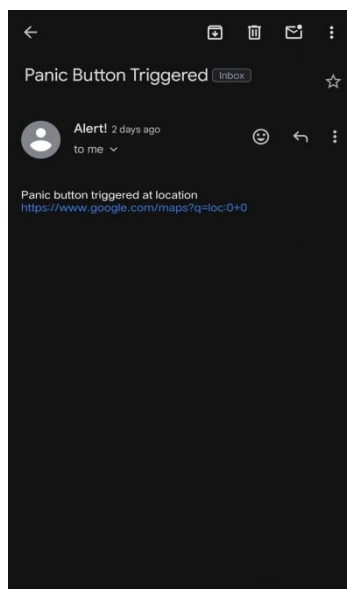 Panic Button Triggered Inbox
Alert! 2 days ago
to me
Panic button triggered at location
https://www.google.com/maps?q=loc:0+0